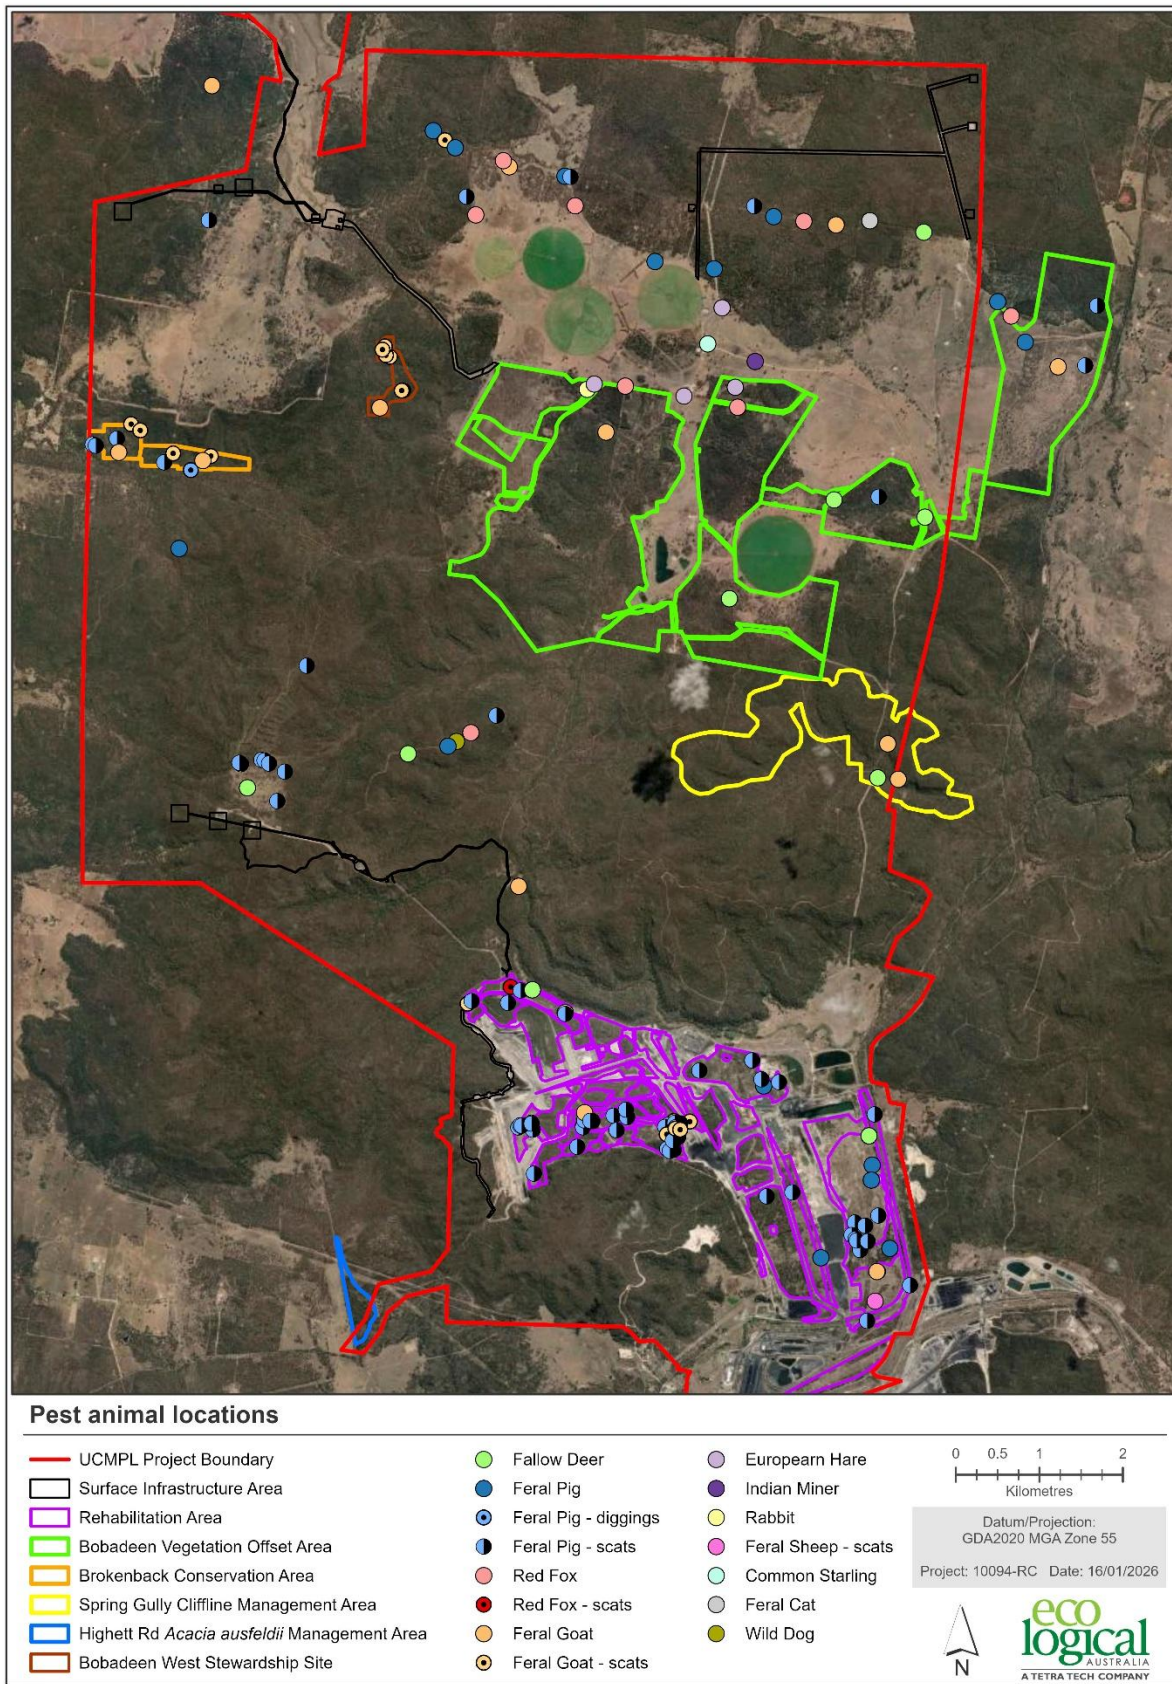 Pest animal locations
UCMPL Project Boundary
Surface Infrastructure Area
Rehabilitation Area
Bobadeen Vegetation Offset Area
Brokenback Conservation Area
Spring Gully Cliffline Management Area
Highett Rd Acacia ausfeldii Management Area
Bobadeen West Stewardship Site
Fallow Deer
Feral Pig
Feral Pig - diggings
Feral Pig - scats
Red Fox
Red Fox - scats
Feral Goat
Feral Goat - scats
Europearn Hare
Indian Miner
Rabbit
Feral Sheep - scats
Common Starling
Feral Cat
Wild Dog
0 0.5 1 2
Kilometres
Datum/Projection:
GDA2020 MGA Zone 55
Project: 10094-RC Date: 16/01/2026
N
eco
logical
AUSTRALIA
A TETRA TECH COMPANY